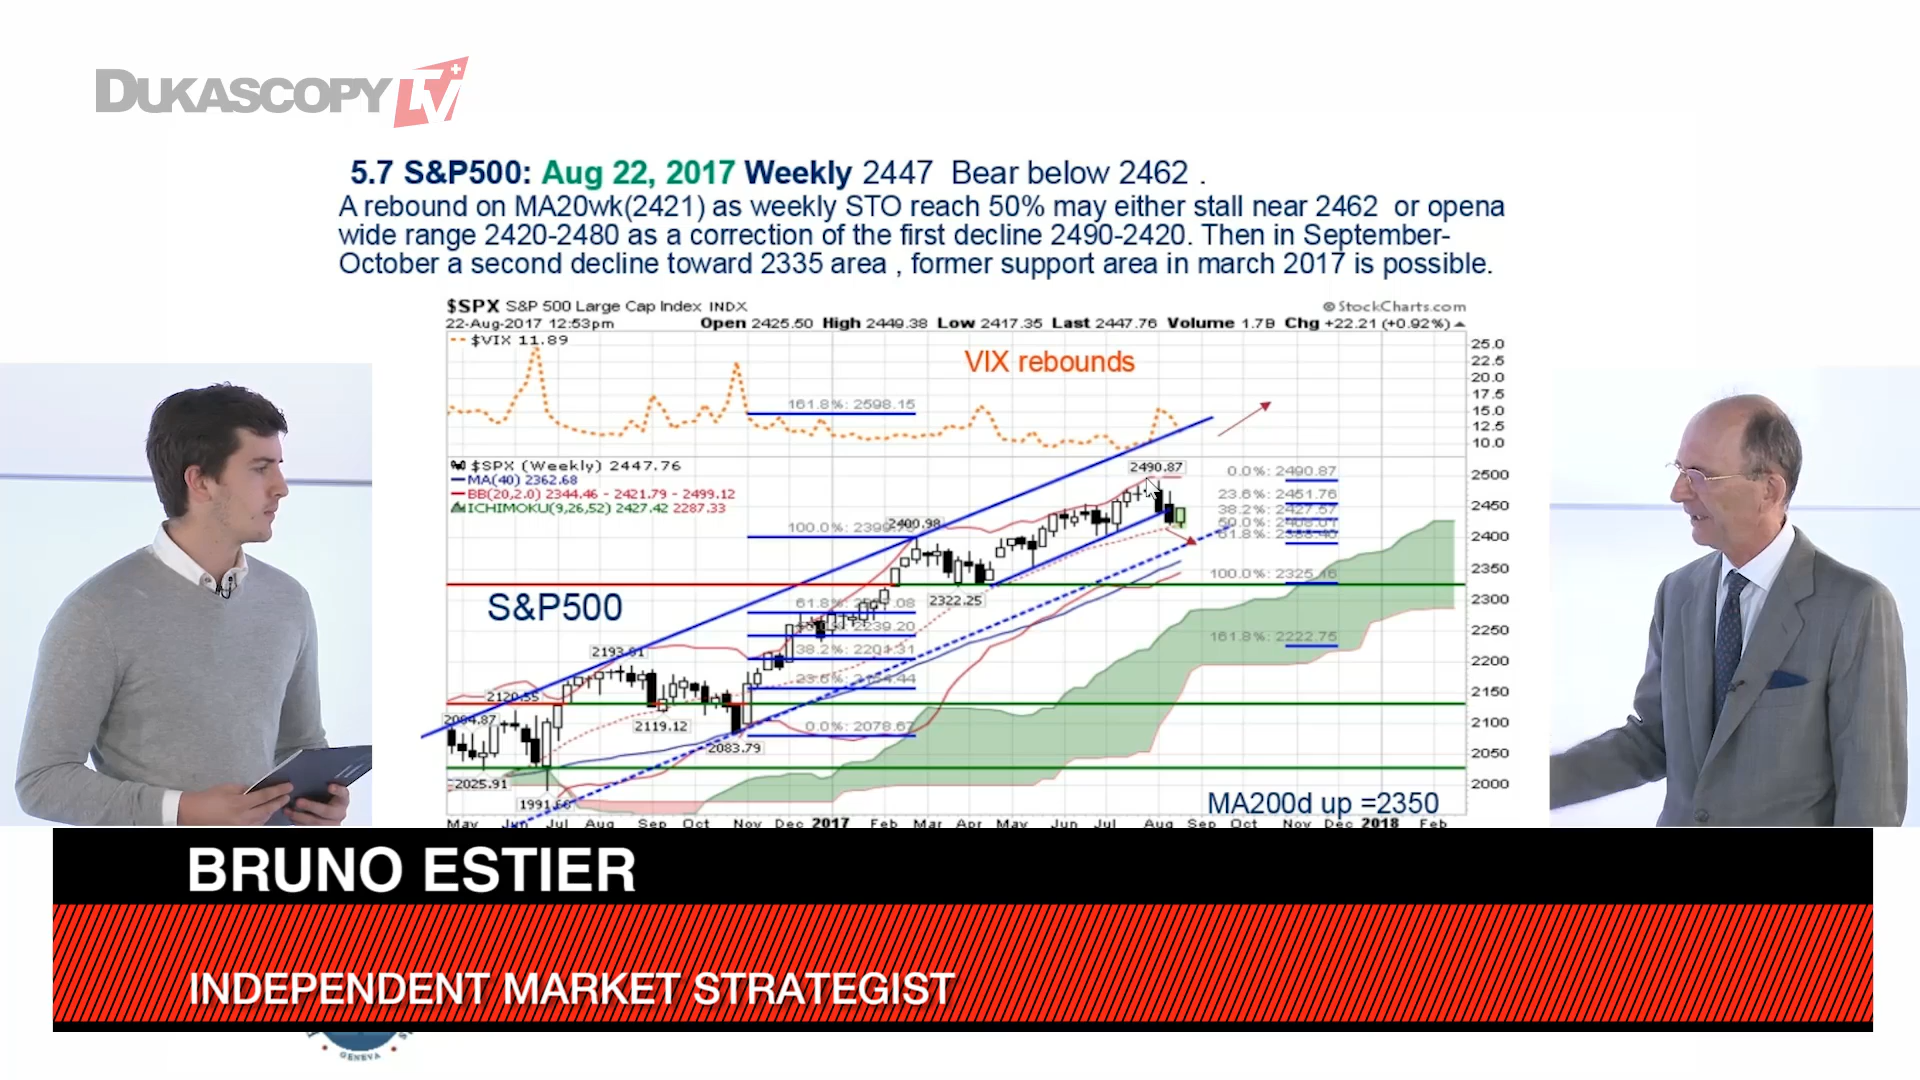 DUKASCOPY TV
5.7 S&P500: Aug 22, 2017 Weekly 2447 Bear below 2462 .
A rebound on MA20wk(2421) as weekly STO reach 50% may either stall near 2462 or opena
wide range 2420-2480 as a correction of the first decline 2490-2420. Then in September-
October a second decline toward 2335 area , former support area in march 2017 is possible.
$SPX S&P 500 Large Cap Index INDX
© StockCharts.com
22-Aug-2017 12:53pm
Open 2425.50 High 2449.38 Low 2417.35 Last 2447.76 Volume 1.7B Chg +22.21 (+0.92%)
$VIX 11.89
VIX rebounds
25.0
22.5
20.0
17.5
15.0
12.5
10.0
161.8%: 2598.15
$SPX (Weekly) 2447.76
MA(40) 2362.68
BB(20,2.0) 2344.46 - 2421.79 - 2499.12
ICHIMOKU(9,26,52) 2427.42 2287.33
2490.87
0.0%: 2490.87
23.6%: 2451.76
38.2%: 2427.57
61.8%:
100.0%: 2325.16
161.8%: 2222.75
100.0%:
2400.98
2322.25
61.8%:
2239.20
38.2%: 2201.31
0.0%: 2078.67
2193.81
2120.55
2119.12
2083.79
2025.91
S&P500
2500
2450
2400
2350
2300
2250
2200
2150
2100
2050
2000
MA200d up =2350
May Jun Jul Aug Sep Oct Nov Dec 2017 Feb Mar Apr May Jun Jul Aug Sep Oct Nov Dec 2018 Feb
BRUNO ESTIER
INDEPENDENT MARKET STRATEGIST
GENEVA